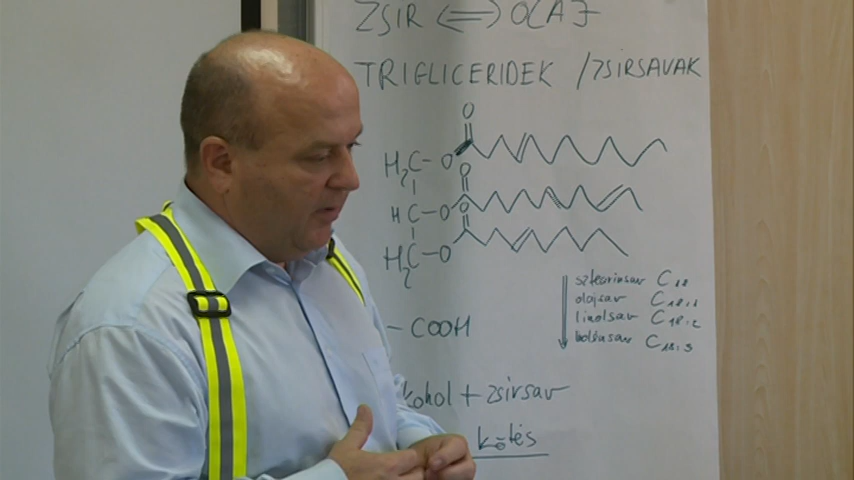 ZSIR ⇔ OLAJ
TRIGLICERIDEK /ZSIRSAVAK
O
H₂C-O
O
HC-O
O
H₂C-O
sztearinsav C18
olajsav C18:1
linolsav C18:2
C18:3
-COOH
kohol + zsirsav
kötés